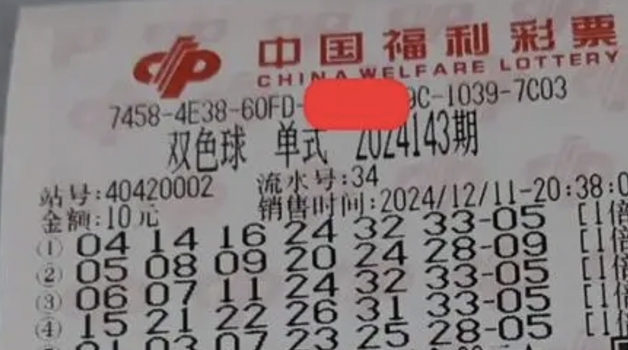 中国福利彩票
CHINA WELFARE LOTTERY
7458-4E38-60FD- 9C-1039-7C03
双色球 单式 2024143期
站号:40420002 流水号:34
金额:10元 销售时间:2024/12/11-20:38:0
① 04 14 16 24 32 33-05 [1倍
② 05 08 09 20 24 28-09 [1倍
③ 06 07 11 24 32 33-05 [1倍
④ 15 21 22 26 31 33-05 [1倍
01 03 07 23 25 28-05 [1倍